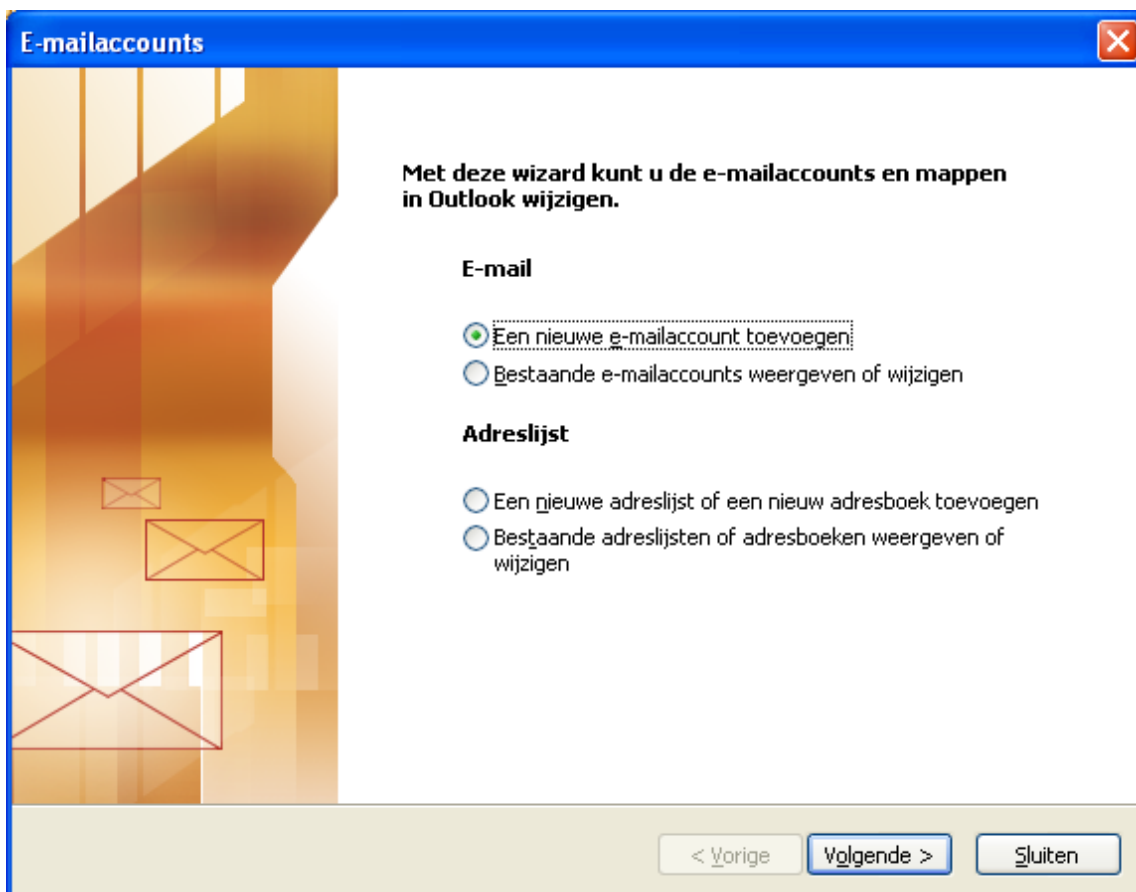 E-mailaccounts
Met deze wizard kunt u de e-mailaccounts en mappen
in Outlook wijzigen.
E-mail
Een nieuwe e-mailaccount toevoegen
Bestaande e-mailaccounts weergeven of wijzigen
Adreslijst
Een nieuwe adreslijst of een nieuw adresboek toevoegen
Bestaande adreslijsten of adresboeken weergeven of
wijzigen
< Vorige
Volgende >
Sluiten